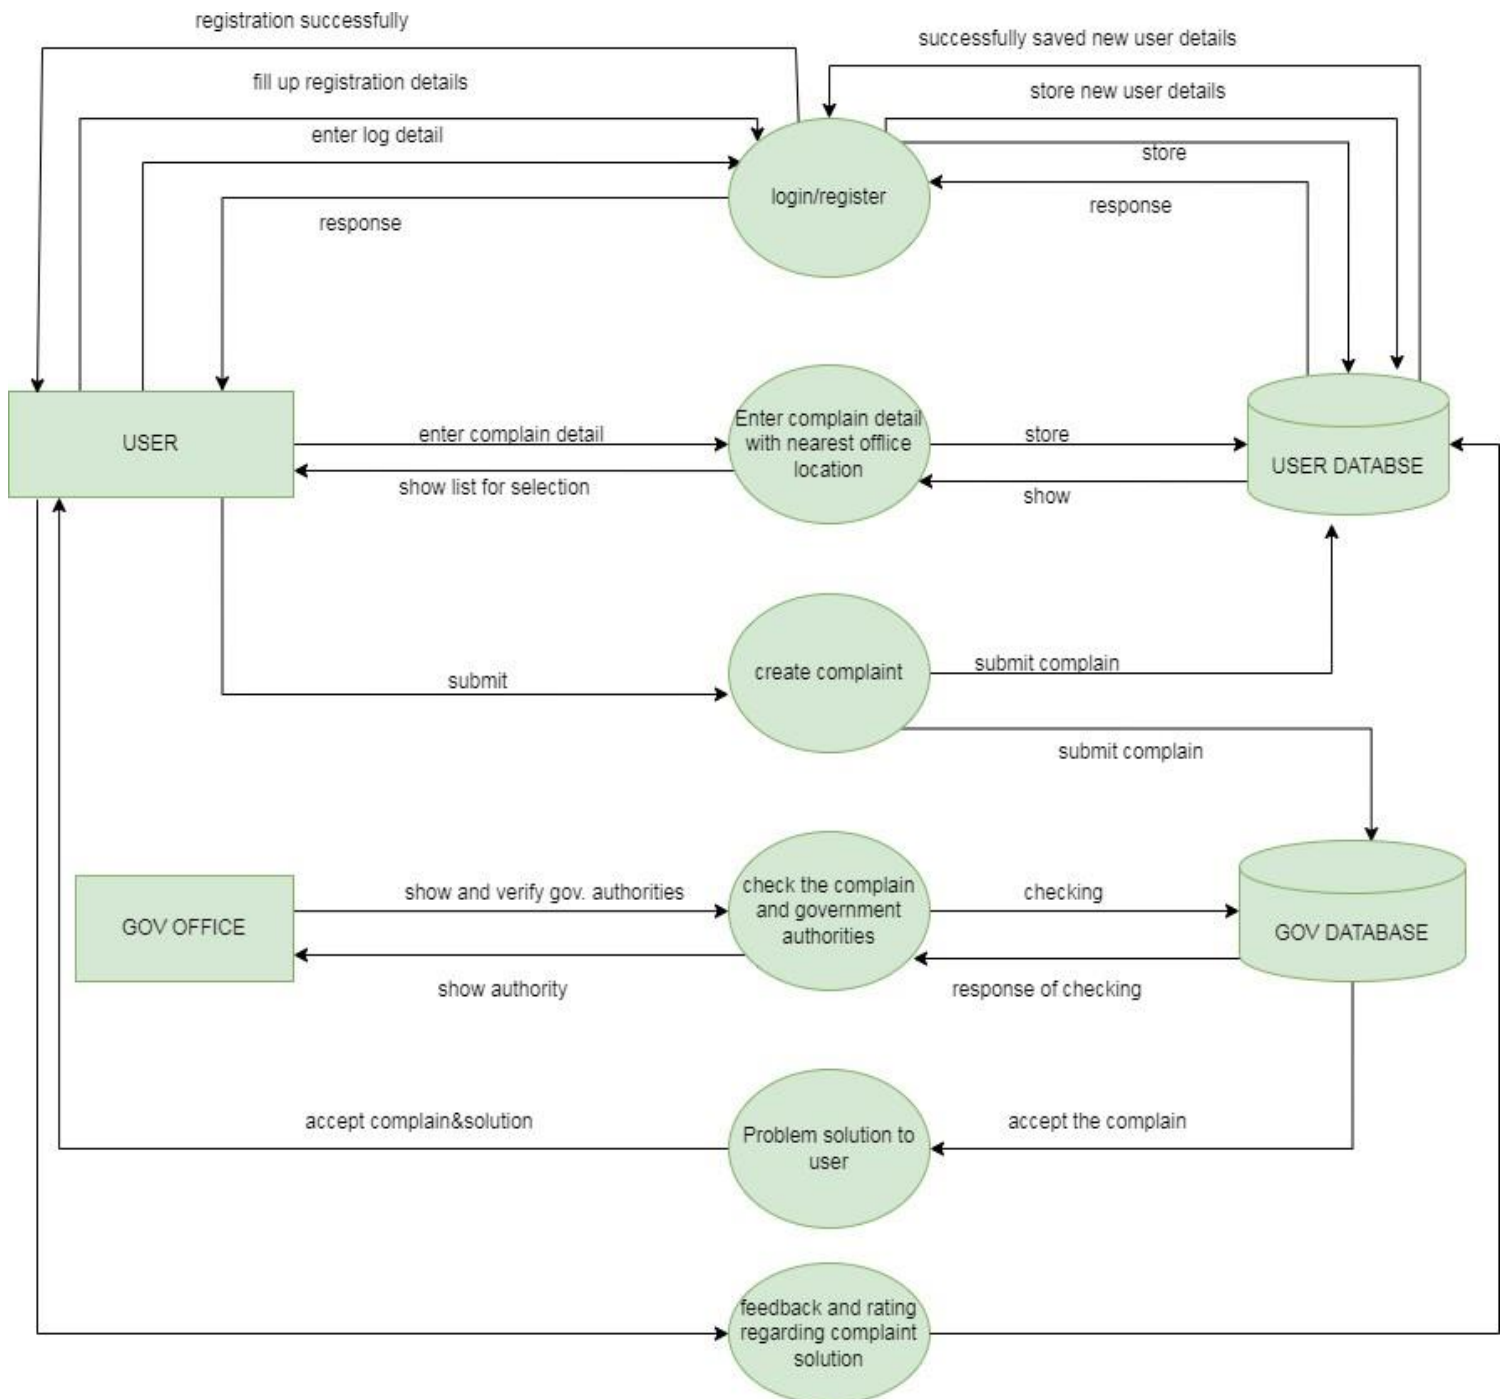 registration successfully
successfully saved new user details
fill up registration details
store new user details
enter log detail
store
login/register
response
response
USER
enter complain detail
Enter complain detail
with nearest offlice
location
store
USER DATABSE
show list for selection
show
create complaint
submit complain
submit
submit complain
GOV OFFICE
show and verify gov. authorities
check the complain
and government
authorities
checking
GOV DATABASE
show authority
response of checking
accept complain&solution
Problem solution to
user
accept the complain
feedback and rating
regarding complaint
solution